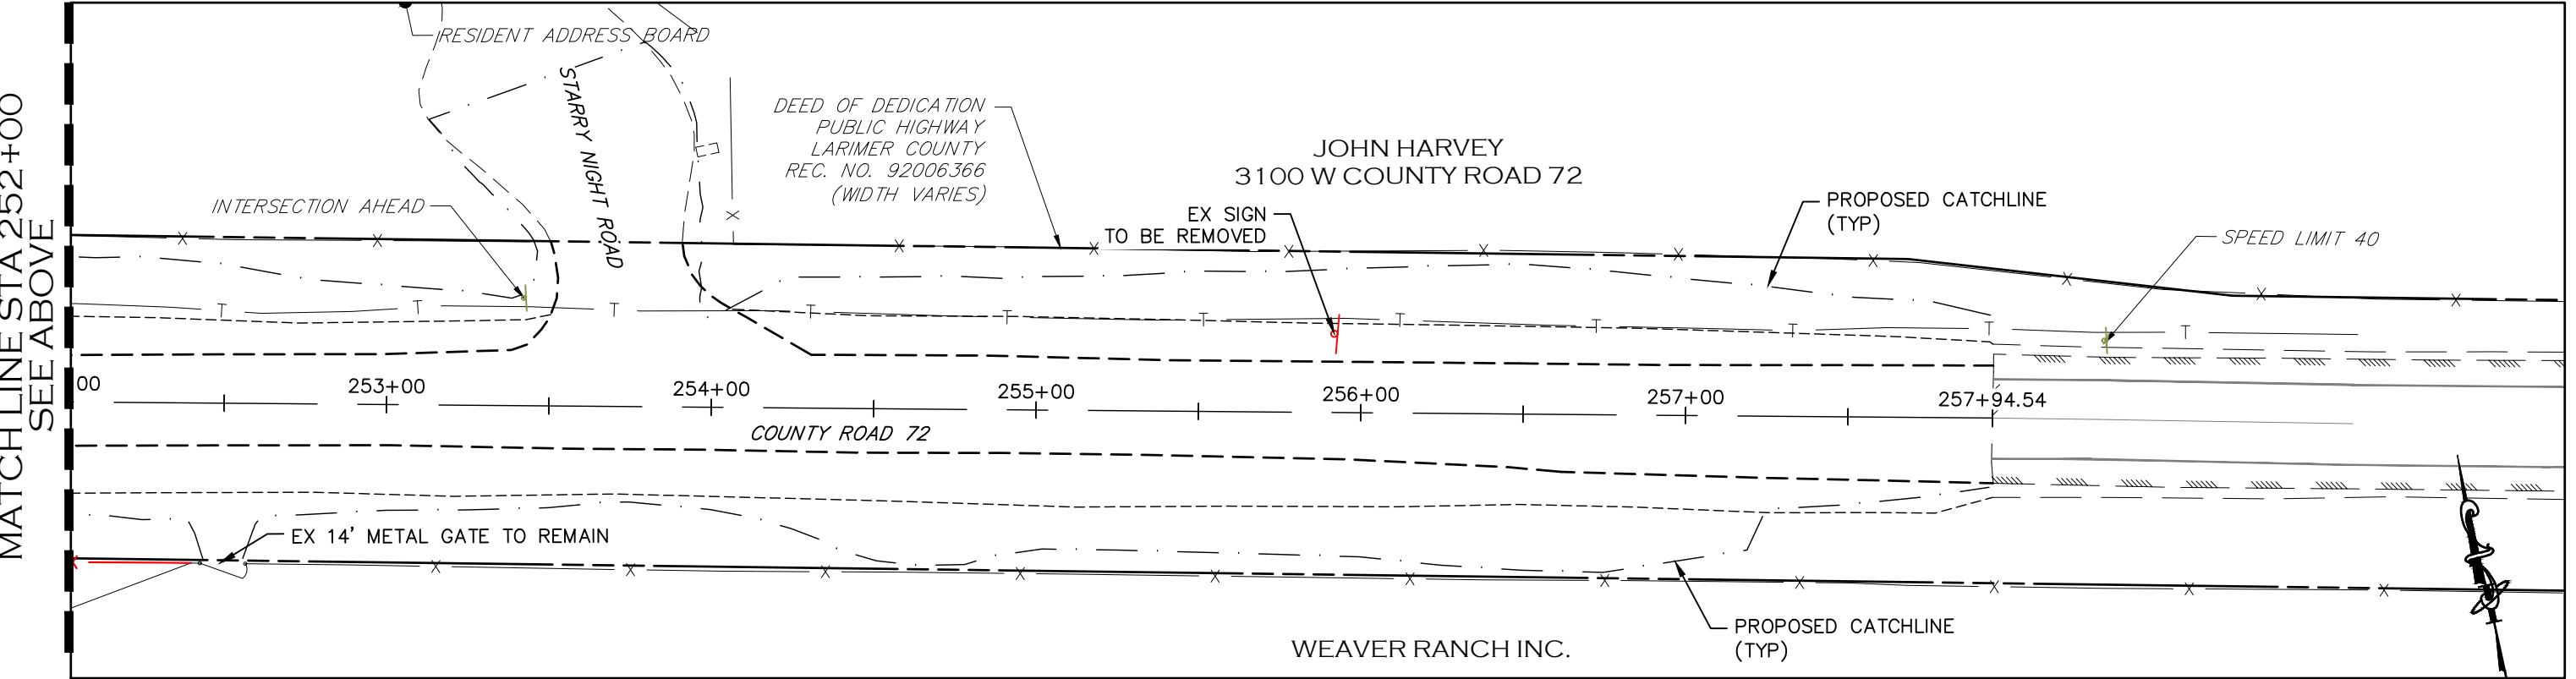 MATCHLINE STA 252+00
SEE ABOVE
RESIDENT ADDRESS BOARD
STARRY NIGHT ROAD
DEED OF DEDICATION
PUBLIC HIGHWAY
LARIMER COUNTY
REC. NO. 92006366
(WIDTH VARIES)
JOHN HARVEY
3100 W COUNTY ROAD 72
INTERSECTION AHEAD
EX SIGN
TO BE REMOVED
PROPOSED CATCHLINE
(TYP)
SPEED LIMIT 40
00 253+00 254+00 255+00 256+00 257+00 257+94.54
COUNTY ROAD 72
EX 14' METAL GATE TO REMAIN
PROPOSED CATCHLINE
(TYP)
WEAVER RANCH INC.